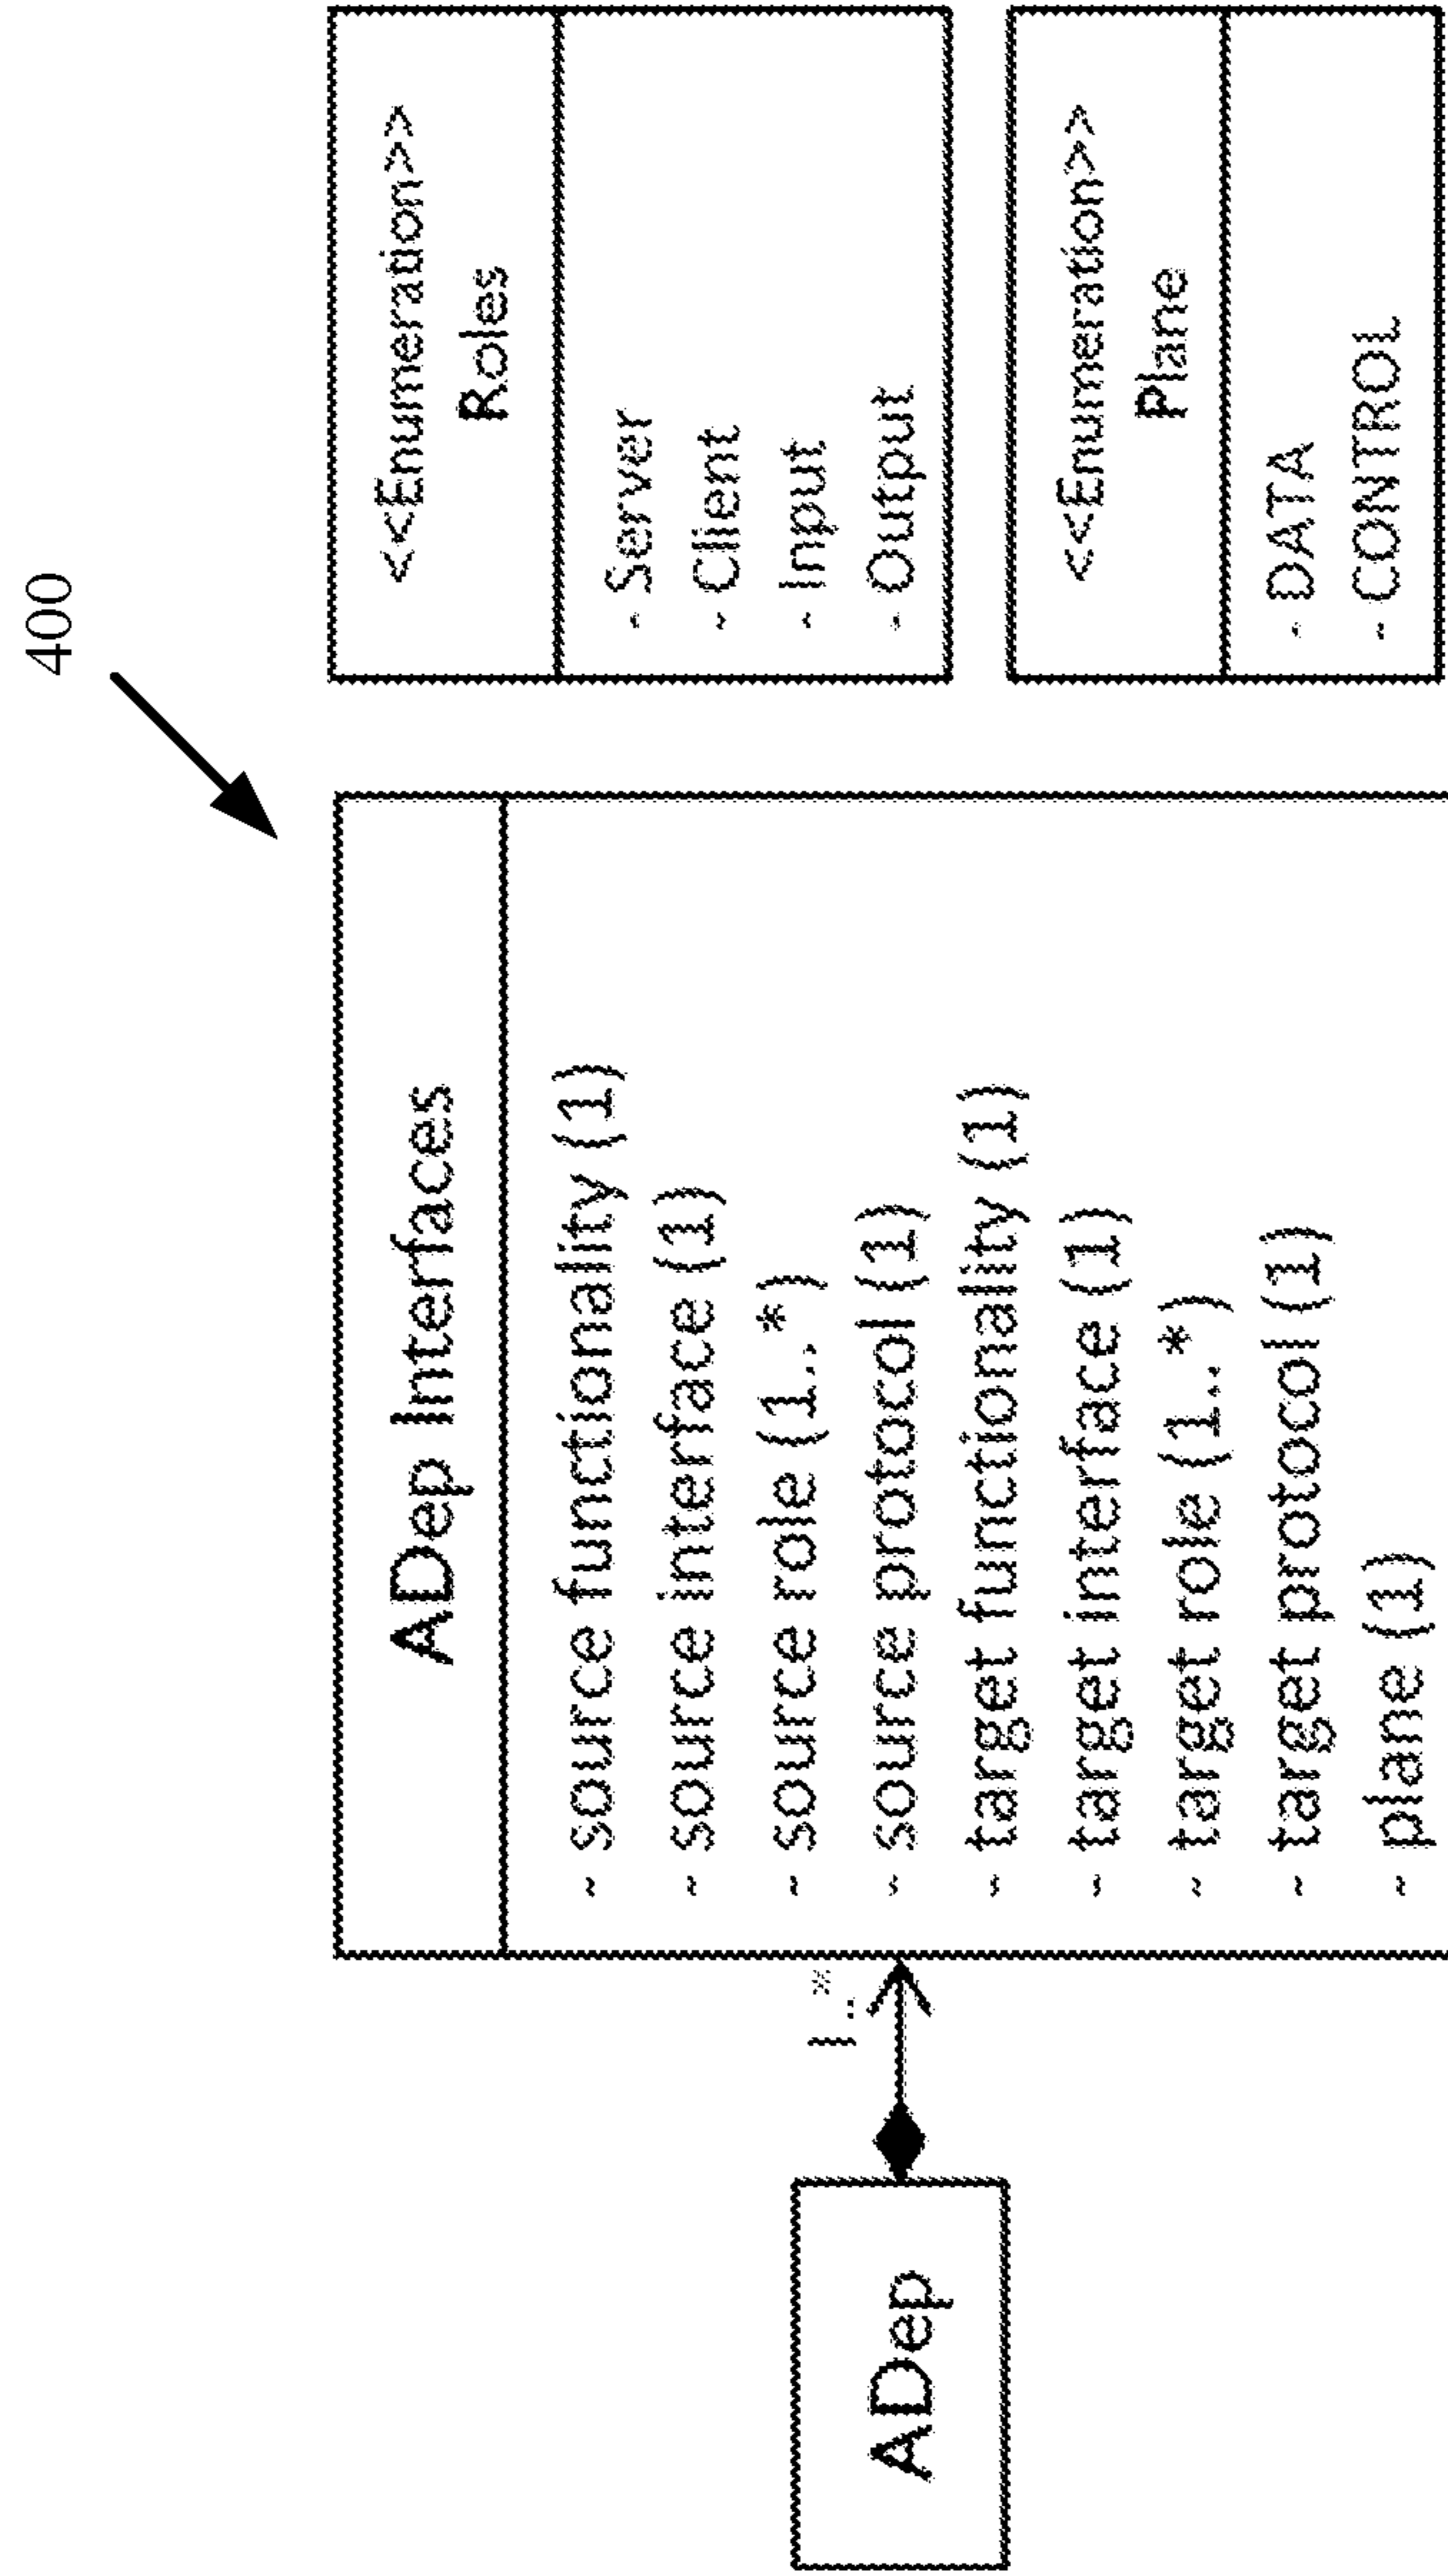 400
ADep
1..*
ADep Interfaces
- source functionality (1)
- source interface (1)
- source role (1..*)
- source protocol (1)
- target functionality (1)
- target interface (1)
- target role (1..*)
- target protocol (1)
- plane (1)
<<Enumeration>>
Roles
- Server
- Client
- Input
- Output
<<Enumeration>>
Plane
- DATA
- CONTROL